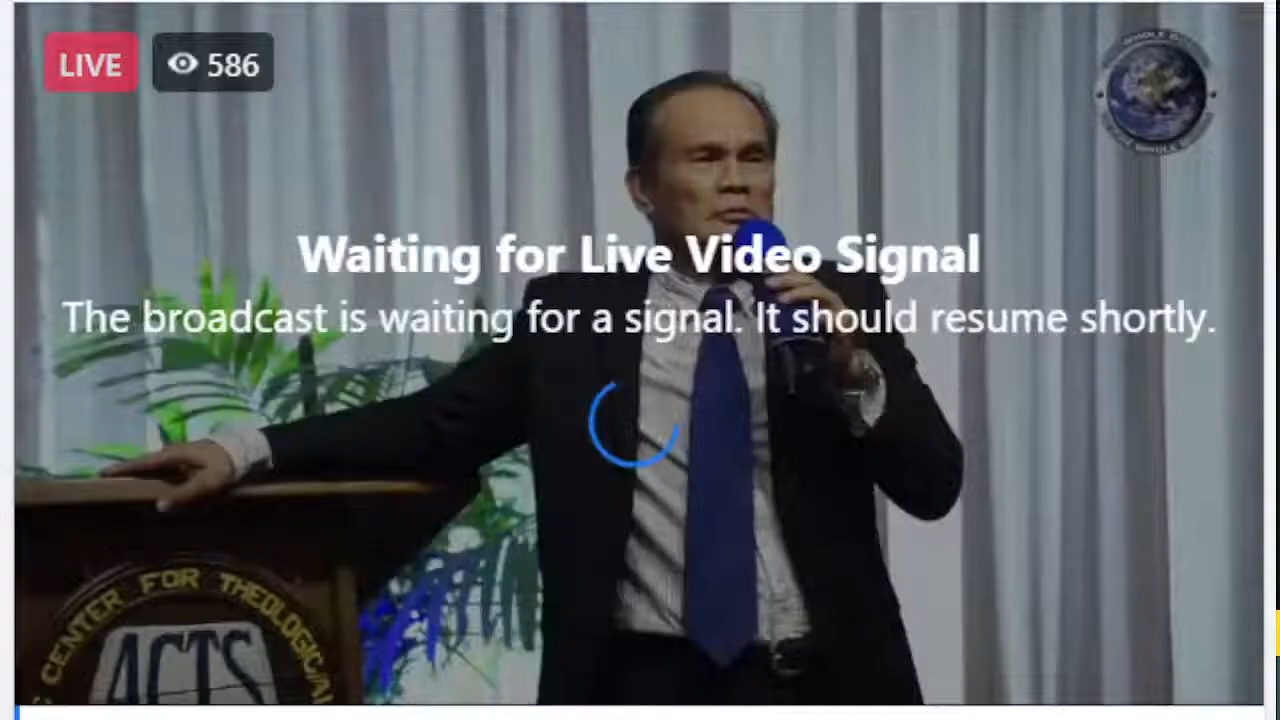 LIVE
586
Waiting for Live Video Signal
The broadcast is waiting for a signal. It should resume shortly.
CENTER FOR THEOLOGICAL
ACTS